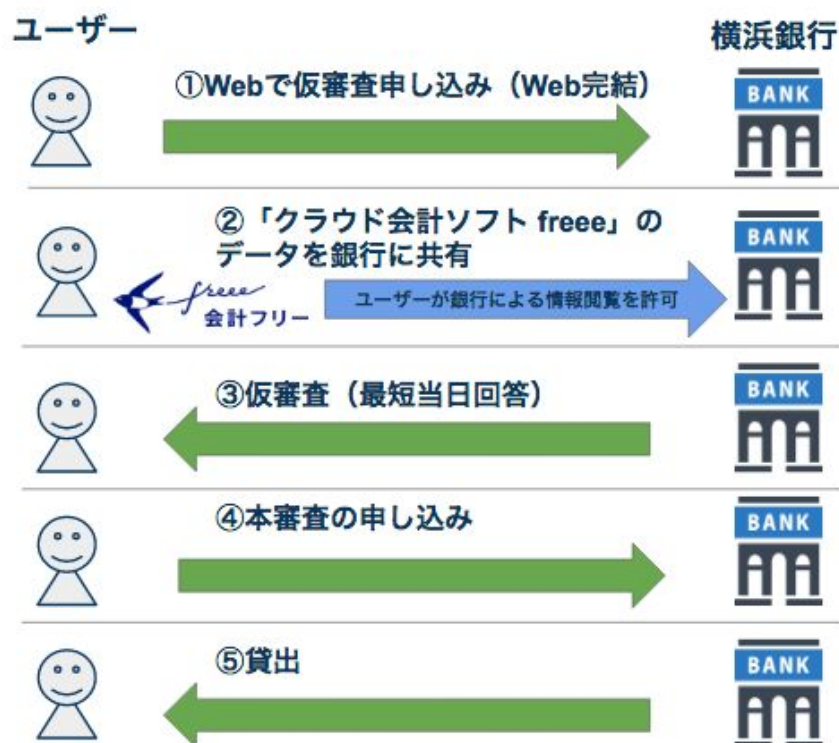 ユーザー
横浜銀行
①Webで仮審査申し込み（Web完結）
BANK
②「クラウド会計ソフト freee」の
データを銀行に共有
BANK
freee
会計フリー
ユーザーが銀行による情報閲覧を許可
③仮審査（最短当日回答）
BANK
④本審査の申し込み
BANK
⑤貸出
BANK